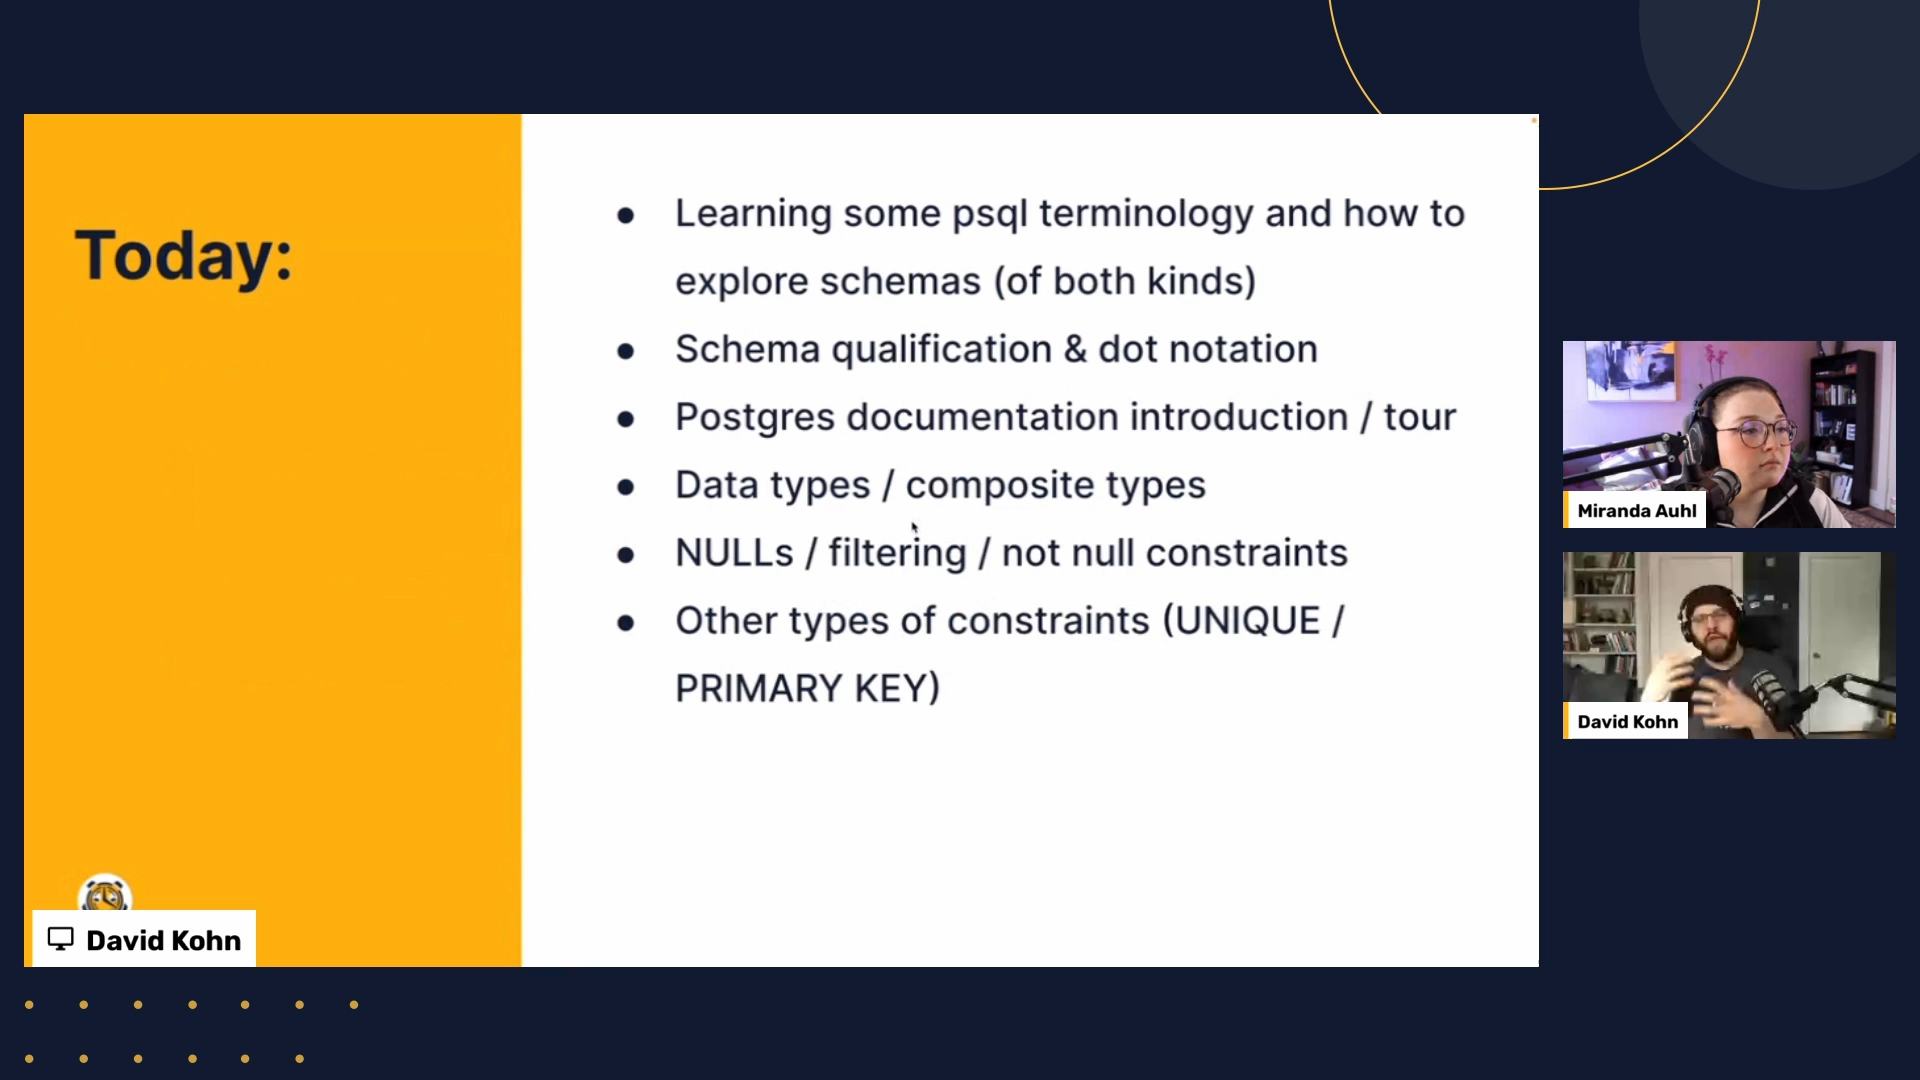 Today:
● Learning some psql terminology and how to
explore schemas (of both kinds)
● Schema qualification & dot notation
● Postgres documentation introduction / tour
● Data types / composite types
● NULLs / filtering / not null constraints
● Other types of constraints (UNIQUE /
PRIMARY KEY)
David Kohn
Miranda Auhl
David Kohn